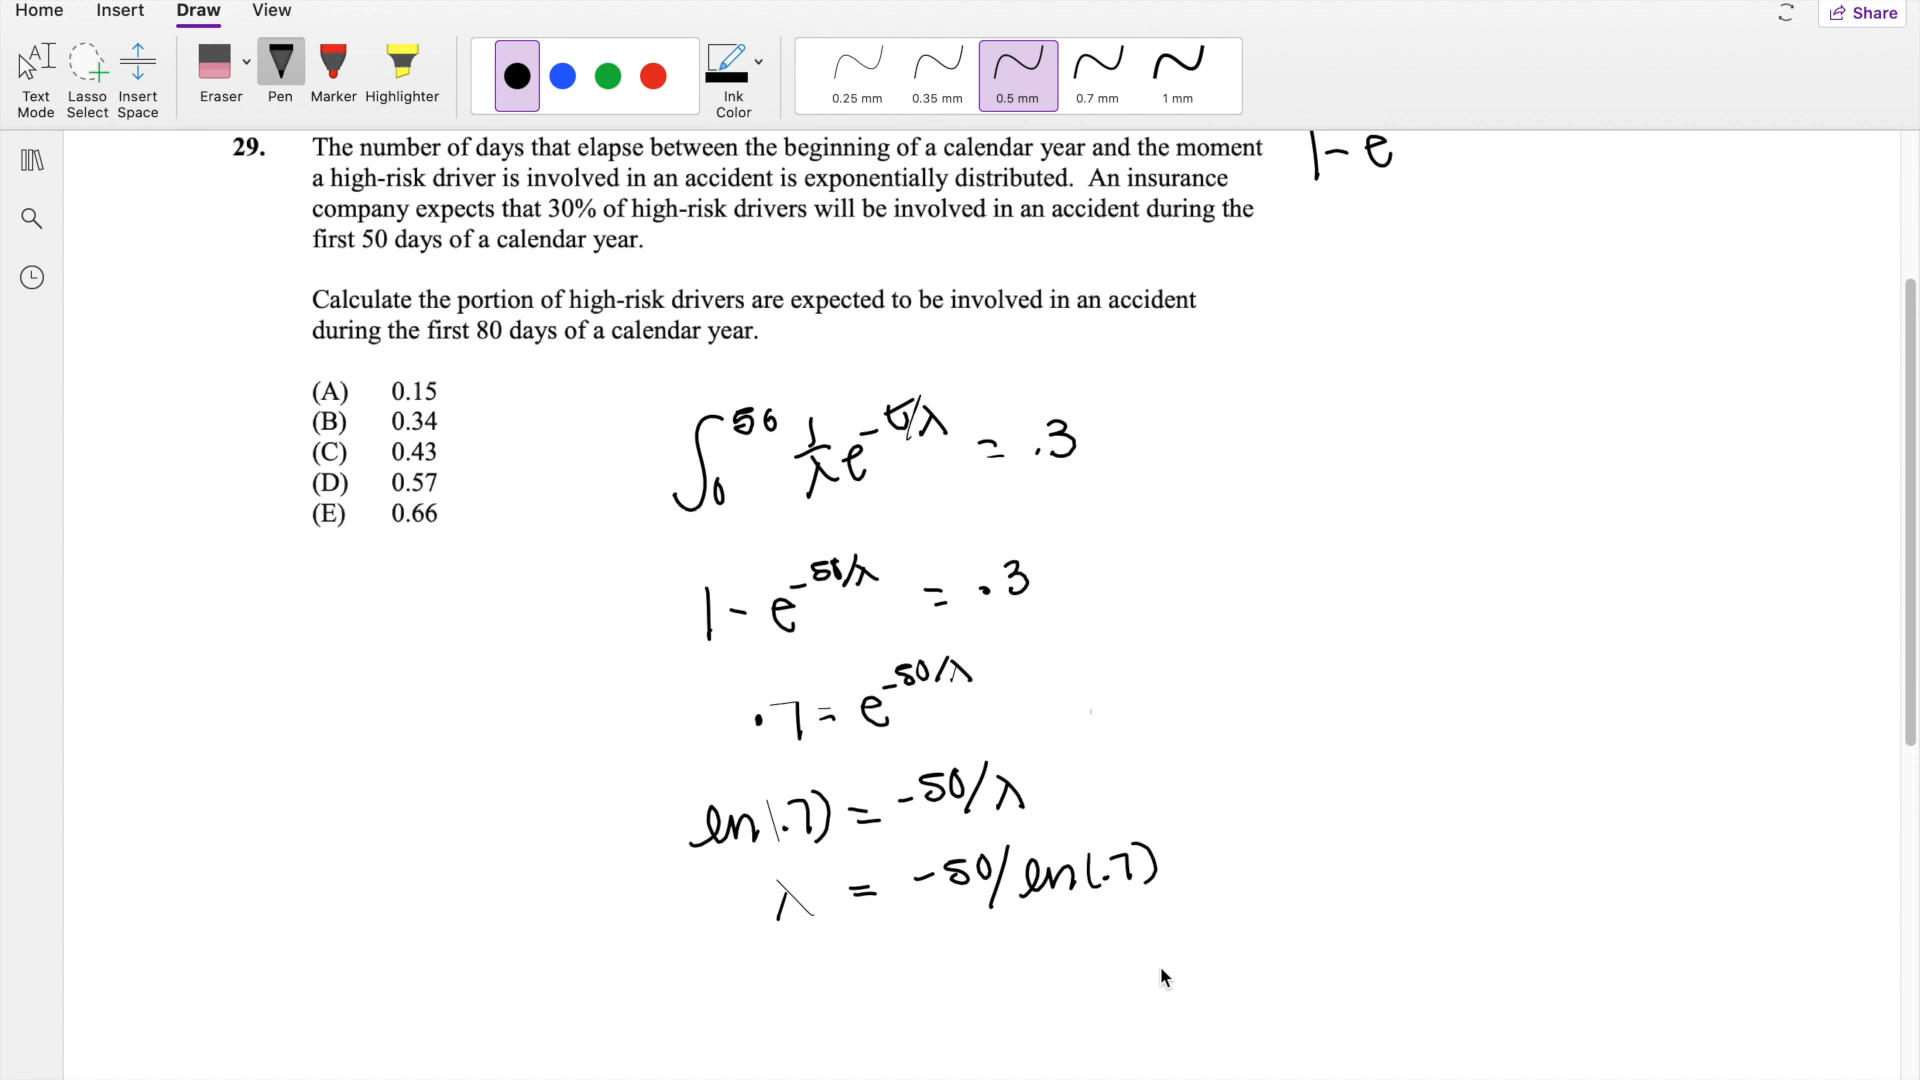 Home Insert Draw View Share
Text Mode Lasso Select Insert Space Eraser Pen Marker Highlighter Ink Color 0.25 mm 0.35 mm 0.5 mm 0.7 mm 1 mm
29. The number of days that elapse between the beginning of a calendar year and the moment
a high-risk driver is involved in an accident is exponentially distributed. An insurance
company expects that 30% of high-risk drivers will be involved in an accident during the
first 50 days of a calendar year.
1 - e
Calculate the portion of high-risk drivers are expected to be involved in an accident
during the first 80 days of a calendar year.
(A) 0.15
(B) 0.34
(C) 0.43
(D) 0.57
(E) 0.66
∫₀⁵⁰ 1/λ e^-t/λ = .3
1 - e^-50/λ = .3
.7 = e^-50/λ
ln(.7) = -50/λ
λ = -50/ln(.7)